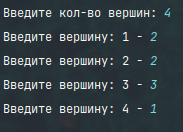 Введите кол-во вершин: 4
Введите вершину: 1 - 2
Введите вершину: 2 - 2
Введите вершину: 3 - 3
Введите вершину: 4 - 1